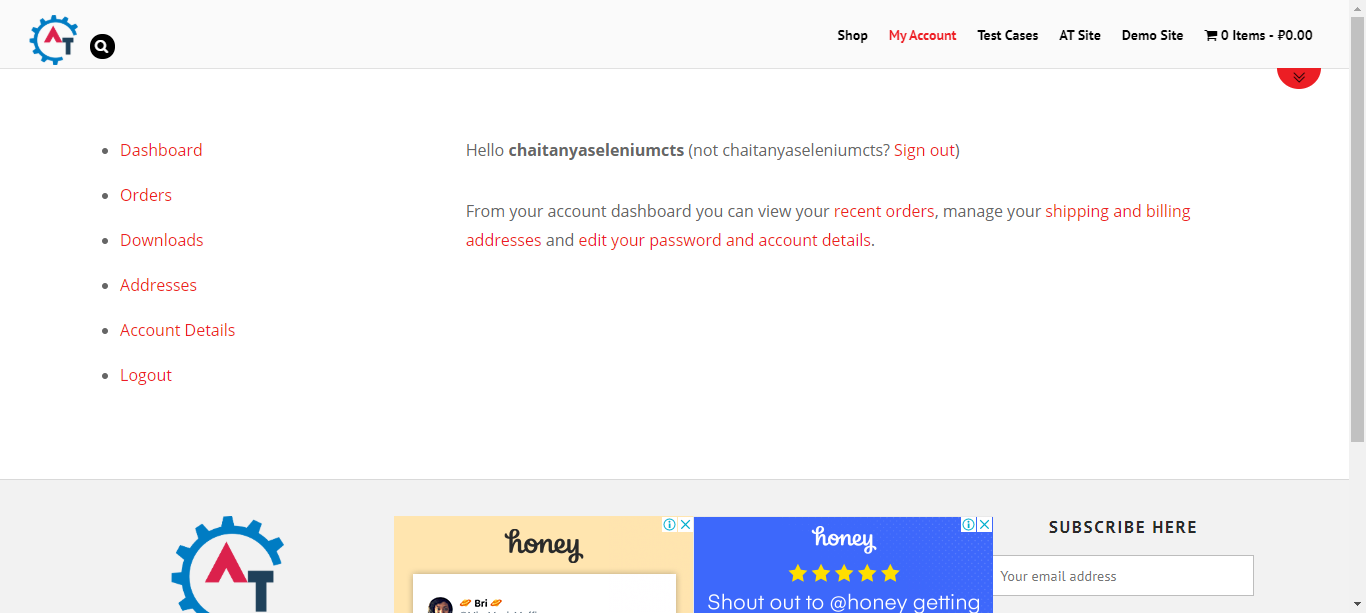 AT
Shop
My Account
Test Cases
AT Site
Demo Site
0 Items - ₽0.00
Dashboard
Orders
Downloads
Addresses
Account Details
Logout
Hello chaitanyaseleniumcts (not chaitanyaseleniumcts? Sign out)
From your account dashboard you can view your recent orders, manage your shipping and billing
addresses and edit your password and account details.
AT
honey
Bri
honey
Shout out to @honey getting
SUBSCRIBE HERE
Your email address